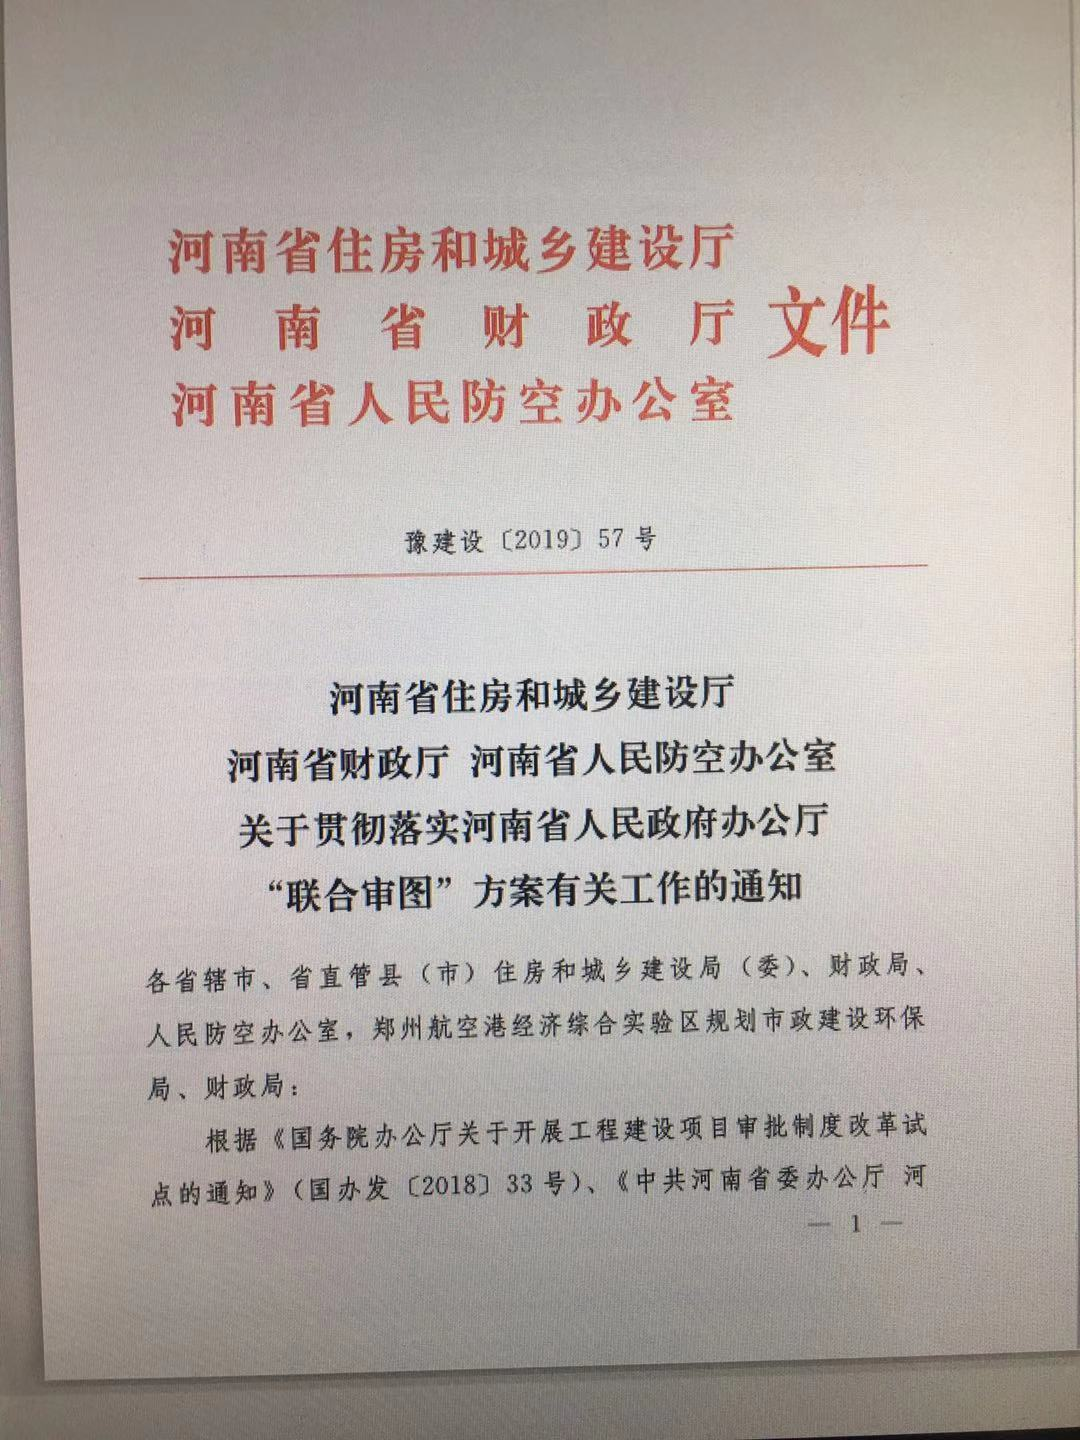 河南省住房和城乡建设厅
河南省财政厅 文件
河南省人民防空办公室
豫建设〔2019〕57 号
河南省住房和城乡建设厅
河南省财政厅 河南省人民防空办公室
关于贯彻落实河南省人民政府办公厅
“联合审图”方案有关工作的通知
各省辖市、省直管县（市）住房和城乡建设局（委）、财政局、
人民防空办公室，郑州航空港经济综合实验区规划市政建设环保
局、财政局：
根据《国务院办公厅关于开展工程建设项目审批制度改革试
点的通知》（国办发〔2018〕33 号）、《中共河南省委办公厅 河
— 1 —